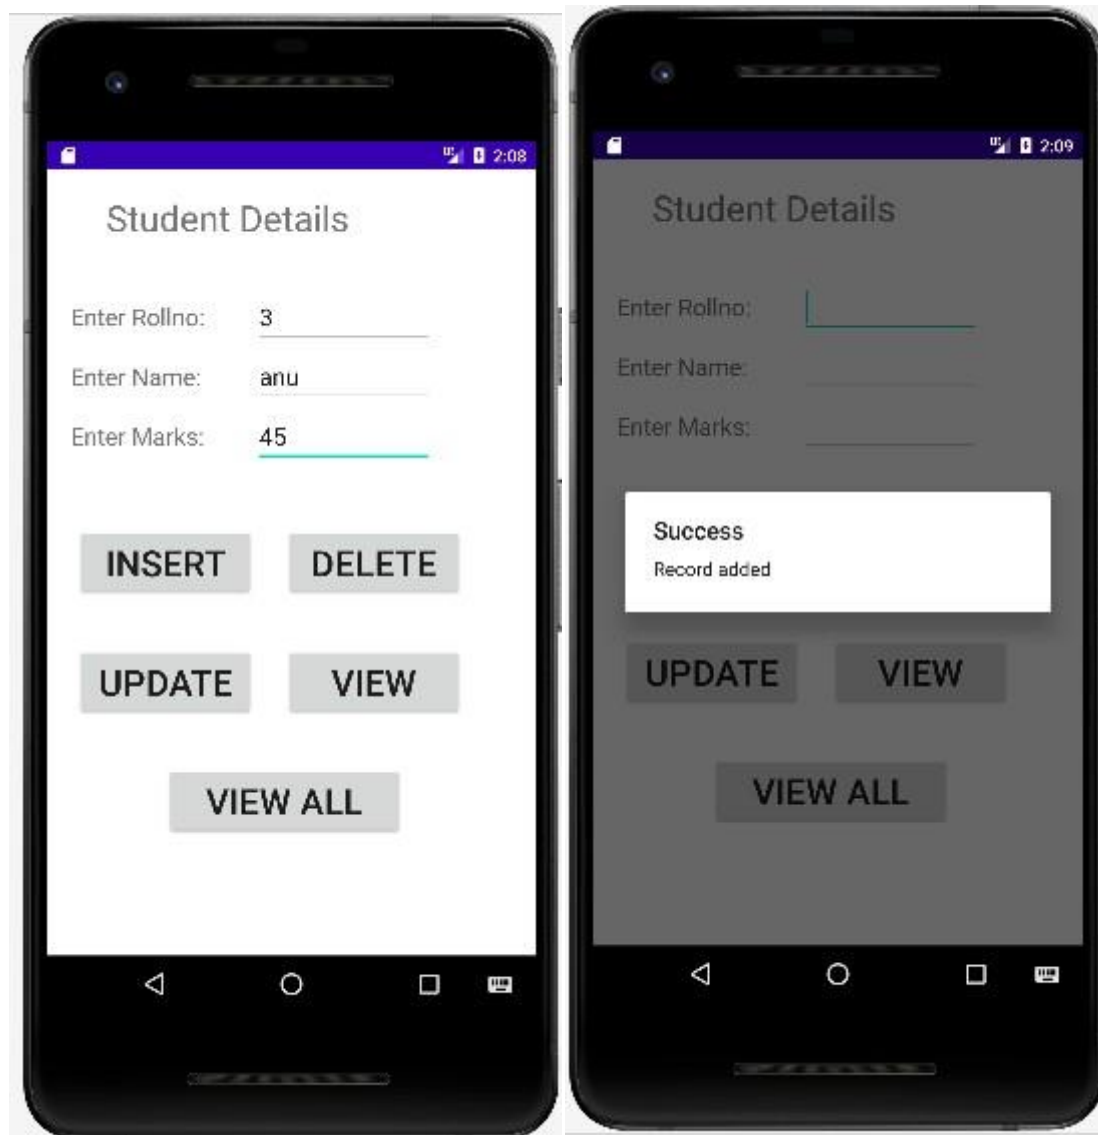 2:08
Student Details
Enter Rollno: 3
Enter Name: anu
Enter Marks: 45
INSERT DELETE
UPDATE VIEW
VIEW ALL
2:09
Student Details
Enter Rollno:
Enter Name:
Enter Marks:
Success
Record added
UPDATE VIEW
VIEW ALL